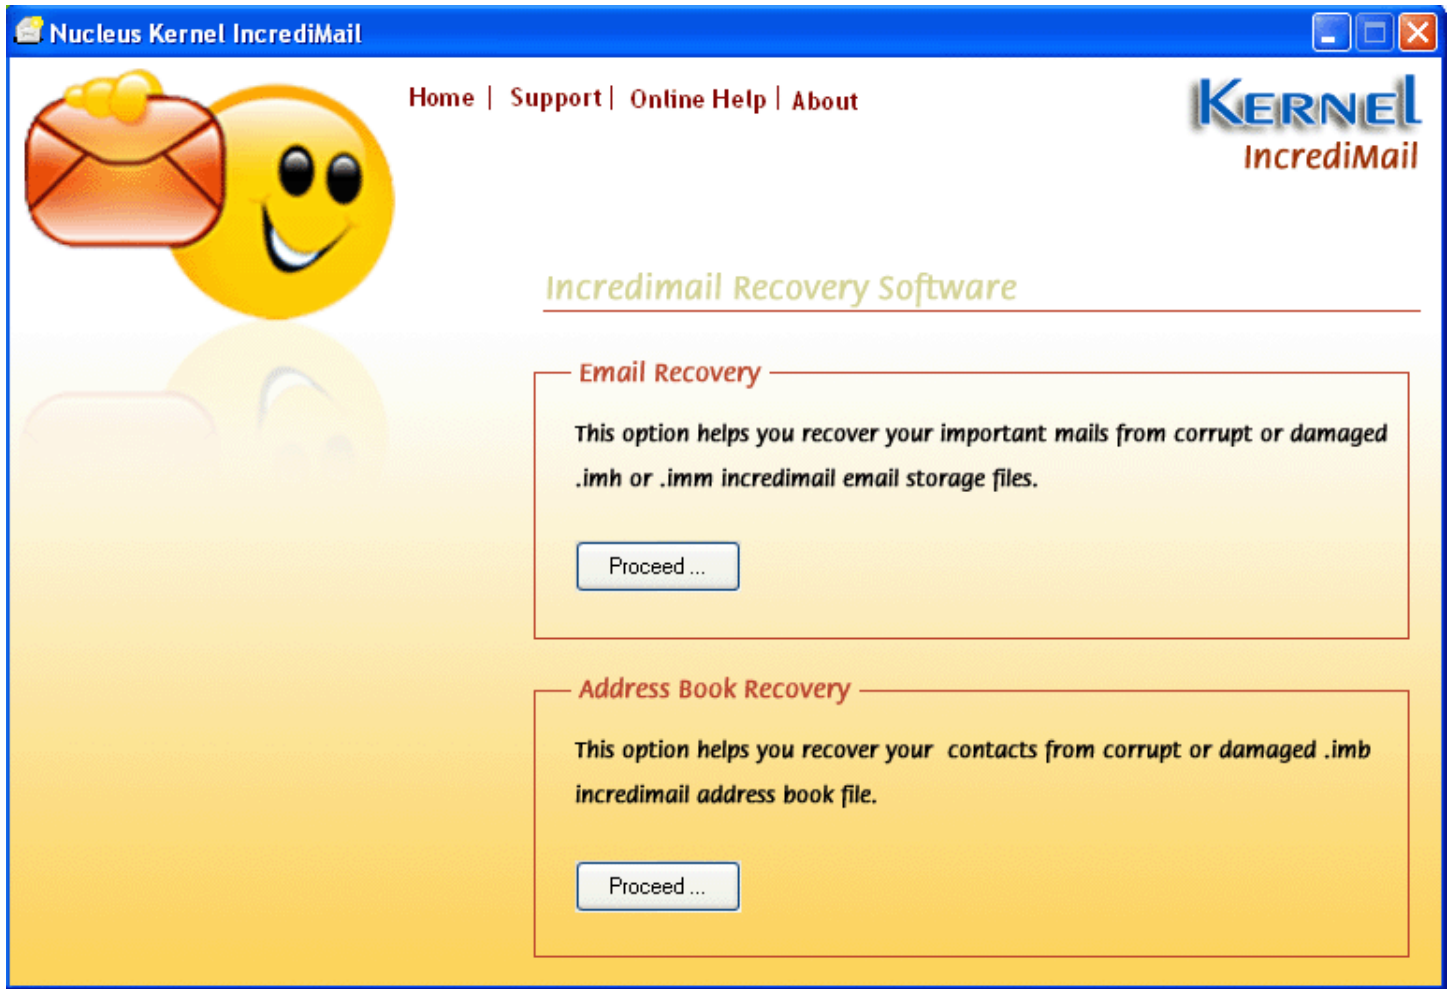 Nucleus Kernel IncrediMail
Home | Support | Online Help | About
Kernel
IncrediMail
Incredimail Recovery Software
Email Recovery
This option helps you recover your important mails from corrupt or damaged
.imh or .imm incredimail email storage files.
Proceed ...
Address Book Recovery
This option helps you recover your  contacts from corrupt or damaged .imb
incredimail address book file.
Proceed ...